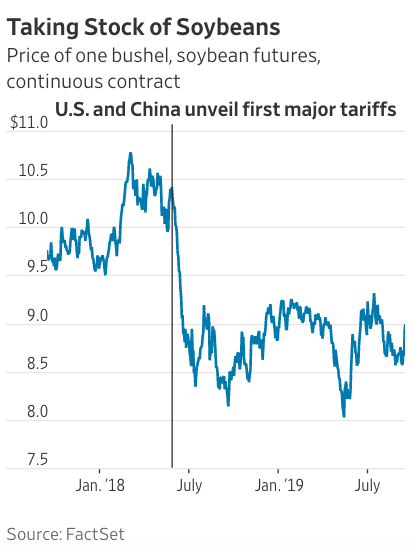 Taking Stock of Soybeans
Price of one bushel, soybean futures,
continuous contract
U.S. and China unveil first major tariffs
$11.0
10.5
10.0
9.5
9.0
8.5
8.0
7.5
Jan. '18
July
Jan. '19
July
Source: FactSet